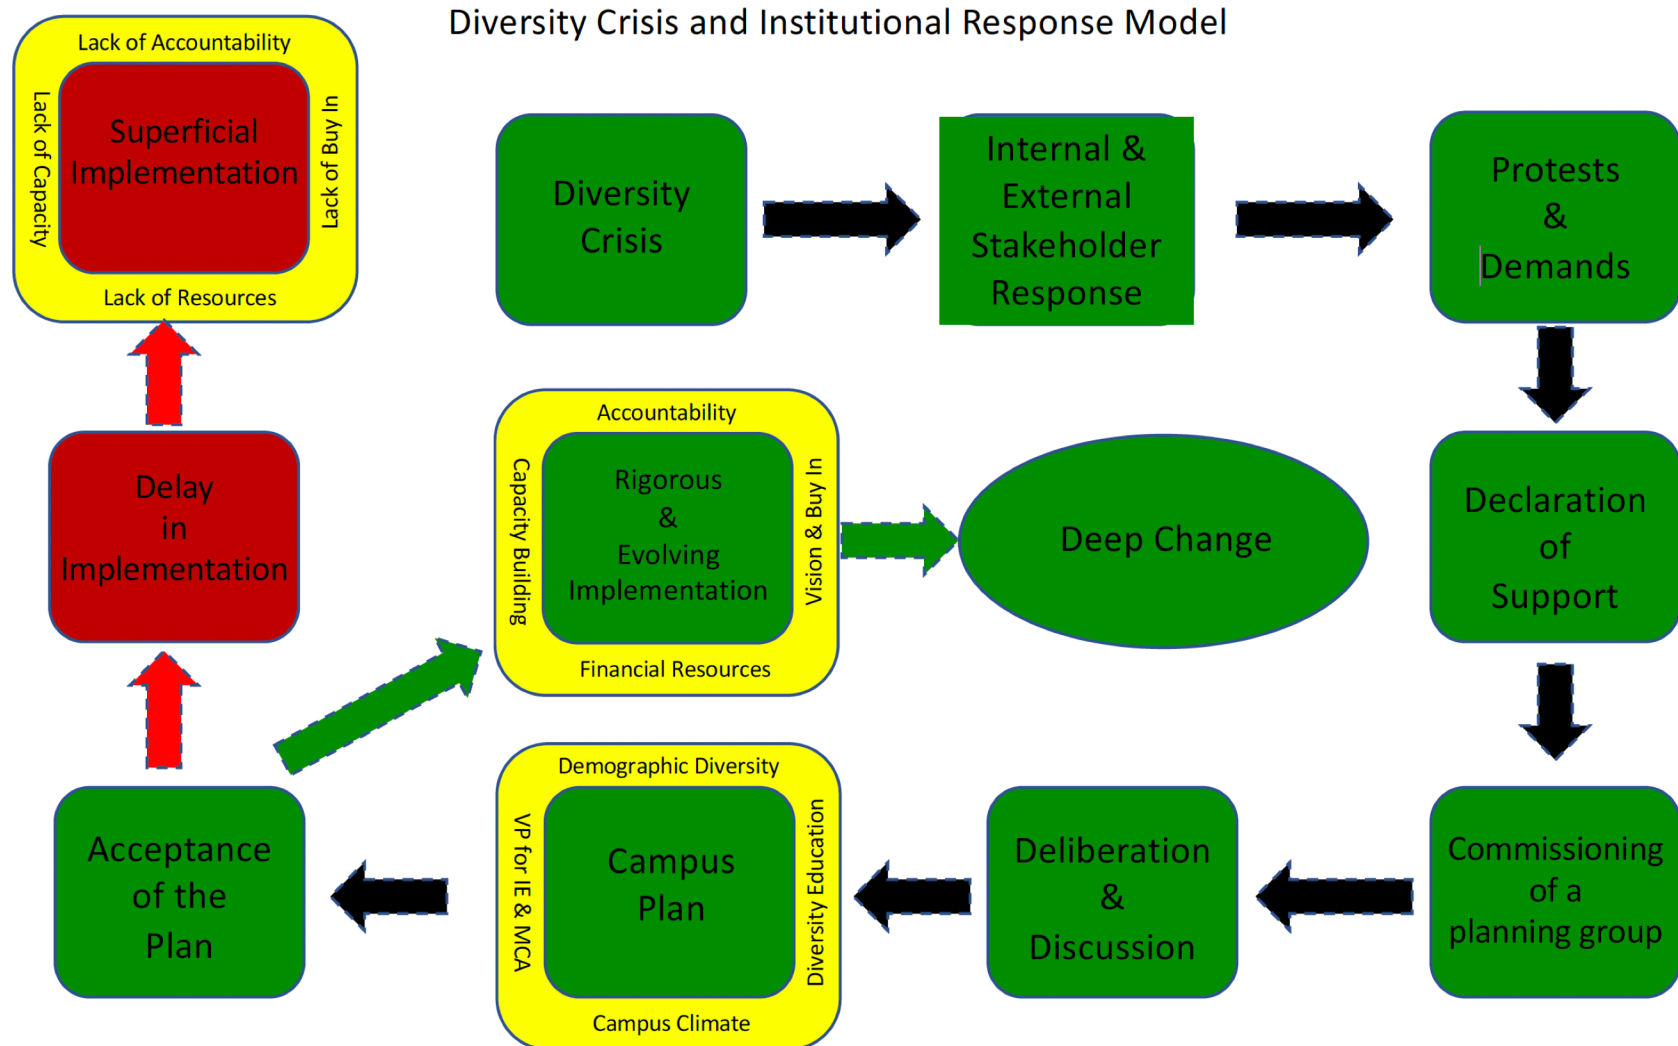 Diversity Crisis and Institutional Response Model
Lack of Accountability
Lack of Capacity
Superficial
Implementation
Lack of Buy In
Lack of Resources
Diversity
Crisis
Internal &
External
Stakeholder
Response
Protests
&
Demands
Delay
in
Implementation
Accountability
Capacity Building
Rigorous
&
Evolving
Implementation
Vision & Buy In
Financial Resources
Deep Change
Declaration
of
Support
Acceptance
of the
Plan
Demographic Diversity
VP for IE & MCA
Campus
Plan
Diversity Education
Campus Climate
Deliberation
&
Discussion
Commissioning
of a
planning group